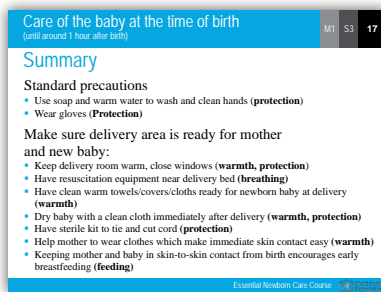 Care of the baby at the time of birth
(until around 1 hour after birth)
M1 S3 17
Summary
Standard precautions
▪ Use soap and warm water to wash and clean hands (protection)
▪ Wear gloves (Protection)
Make sure delivery area is ready for mother
and new baby:
▪ Keep delivery room warm, close windows (warmth, protection)
▪ Have resuscitation equipment near delivery bed (breathing)
▪ Have clean warm towels/covers/cloths ready for newborn baby at delivery
(warmth)
▪ Dry baby with a clean cloth immediately after delivery (warmth, protection)
▪ Have sterile kit to tie and cut cord (protection)
▪ Help mother to wear clothes which make immediate skin contact easy (warmth)
▪ Keeping mother and baby in skin-to-skin contact from birth encourages early
breastfeeding (feeding)
Essential Newborn Care Course